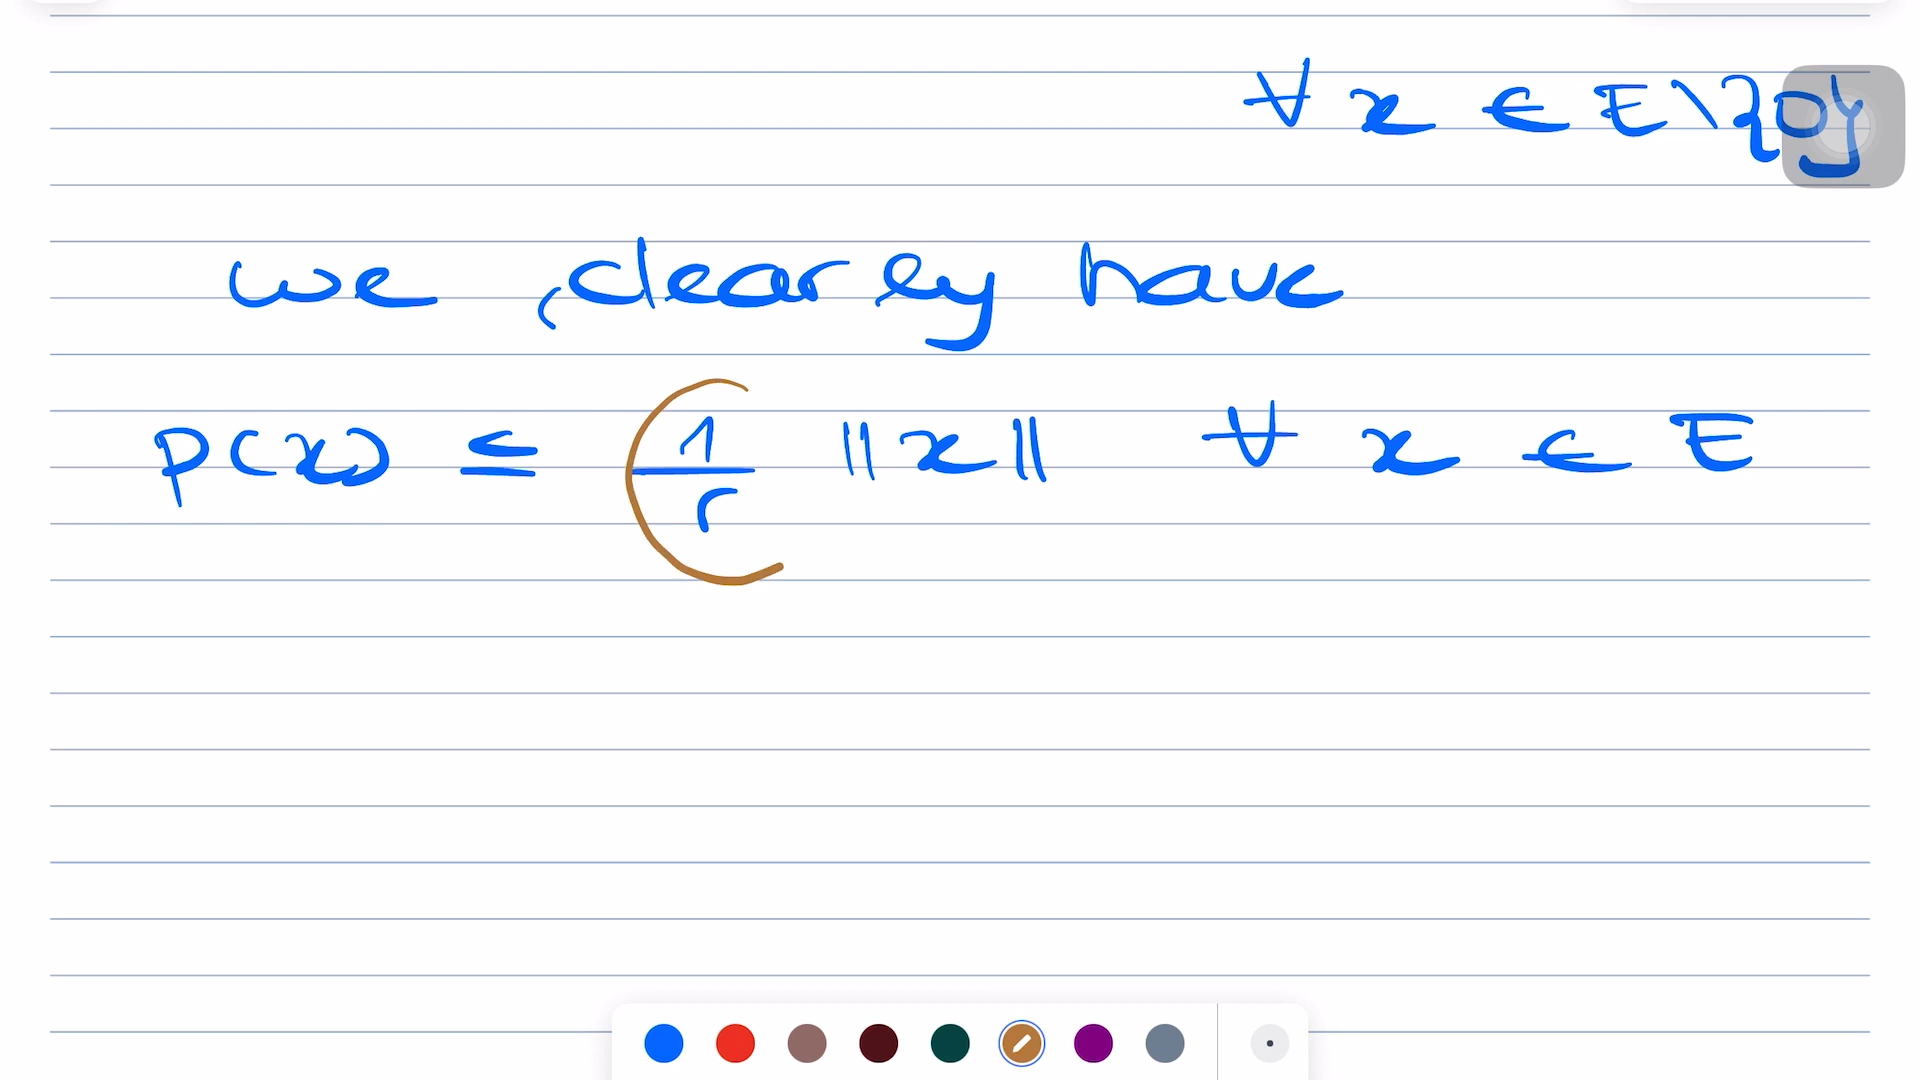 ∀ x ∈ E\{0}
we clearly have
p(x) ≤ 1/r ||x|| ∀ x ∈ E